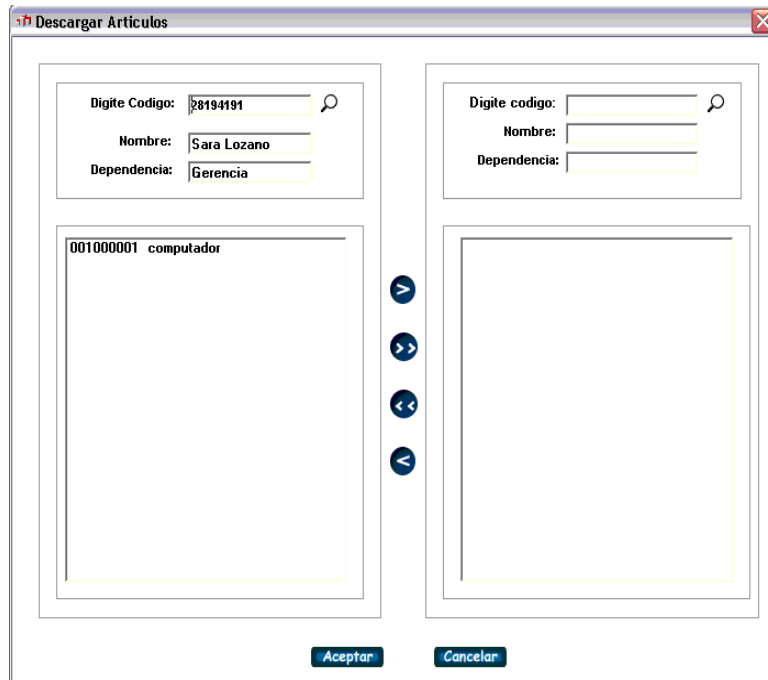 Descargar Articulos
Digite Codigo: 28194191
Nombre: Sara Lozano
Dependencia: Gerencia
001000001 computador
Digite codigo:
Nombre:
Dependencia:
>
>>
<<
<
Aceptar
Cancelar